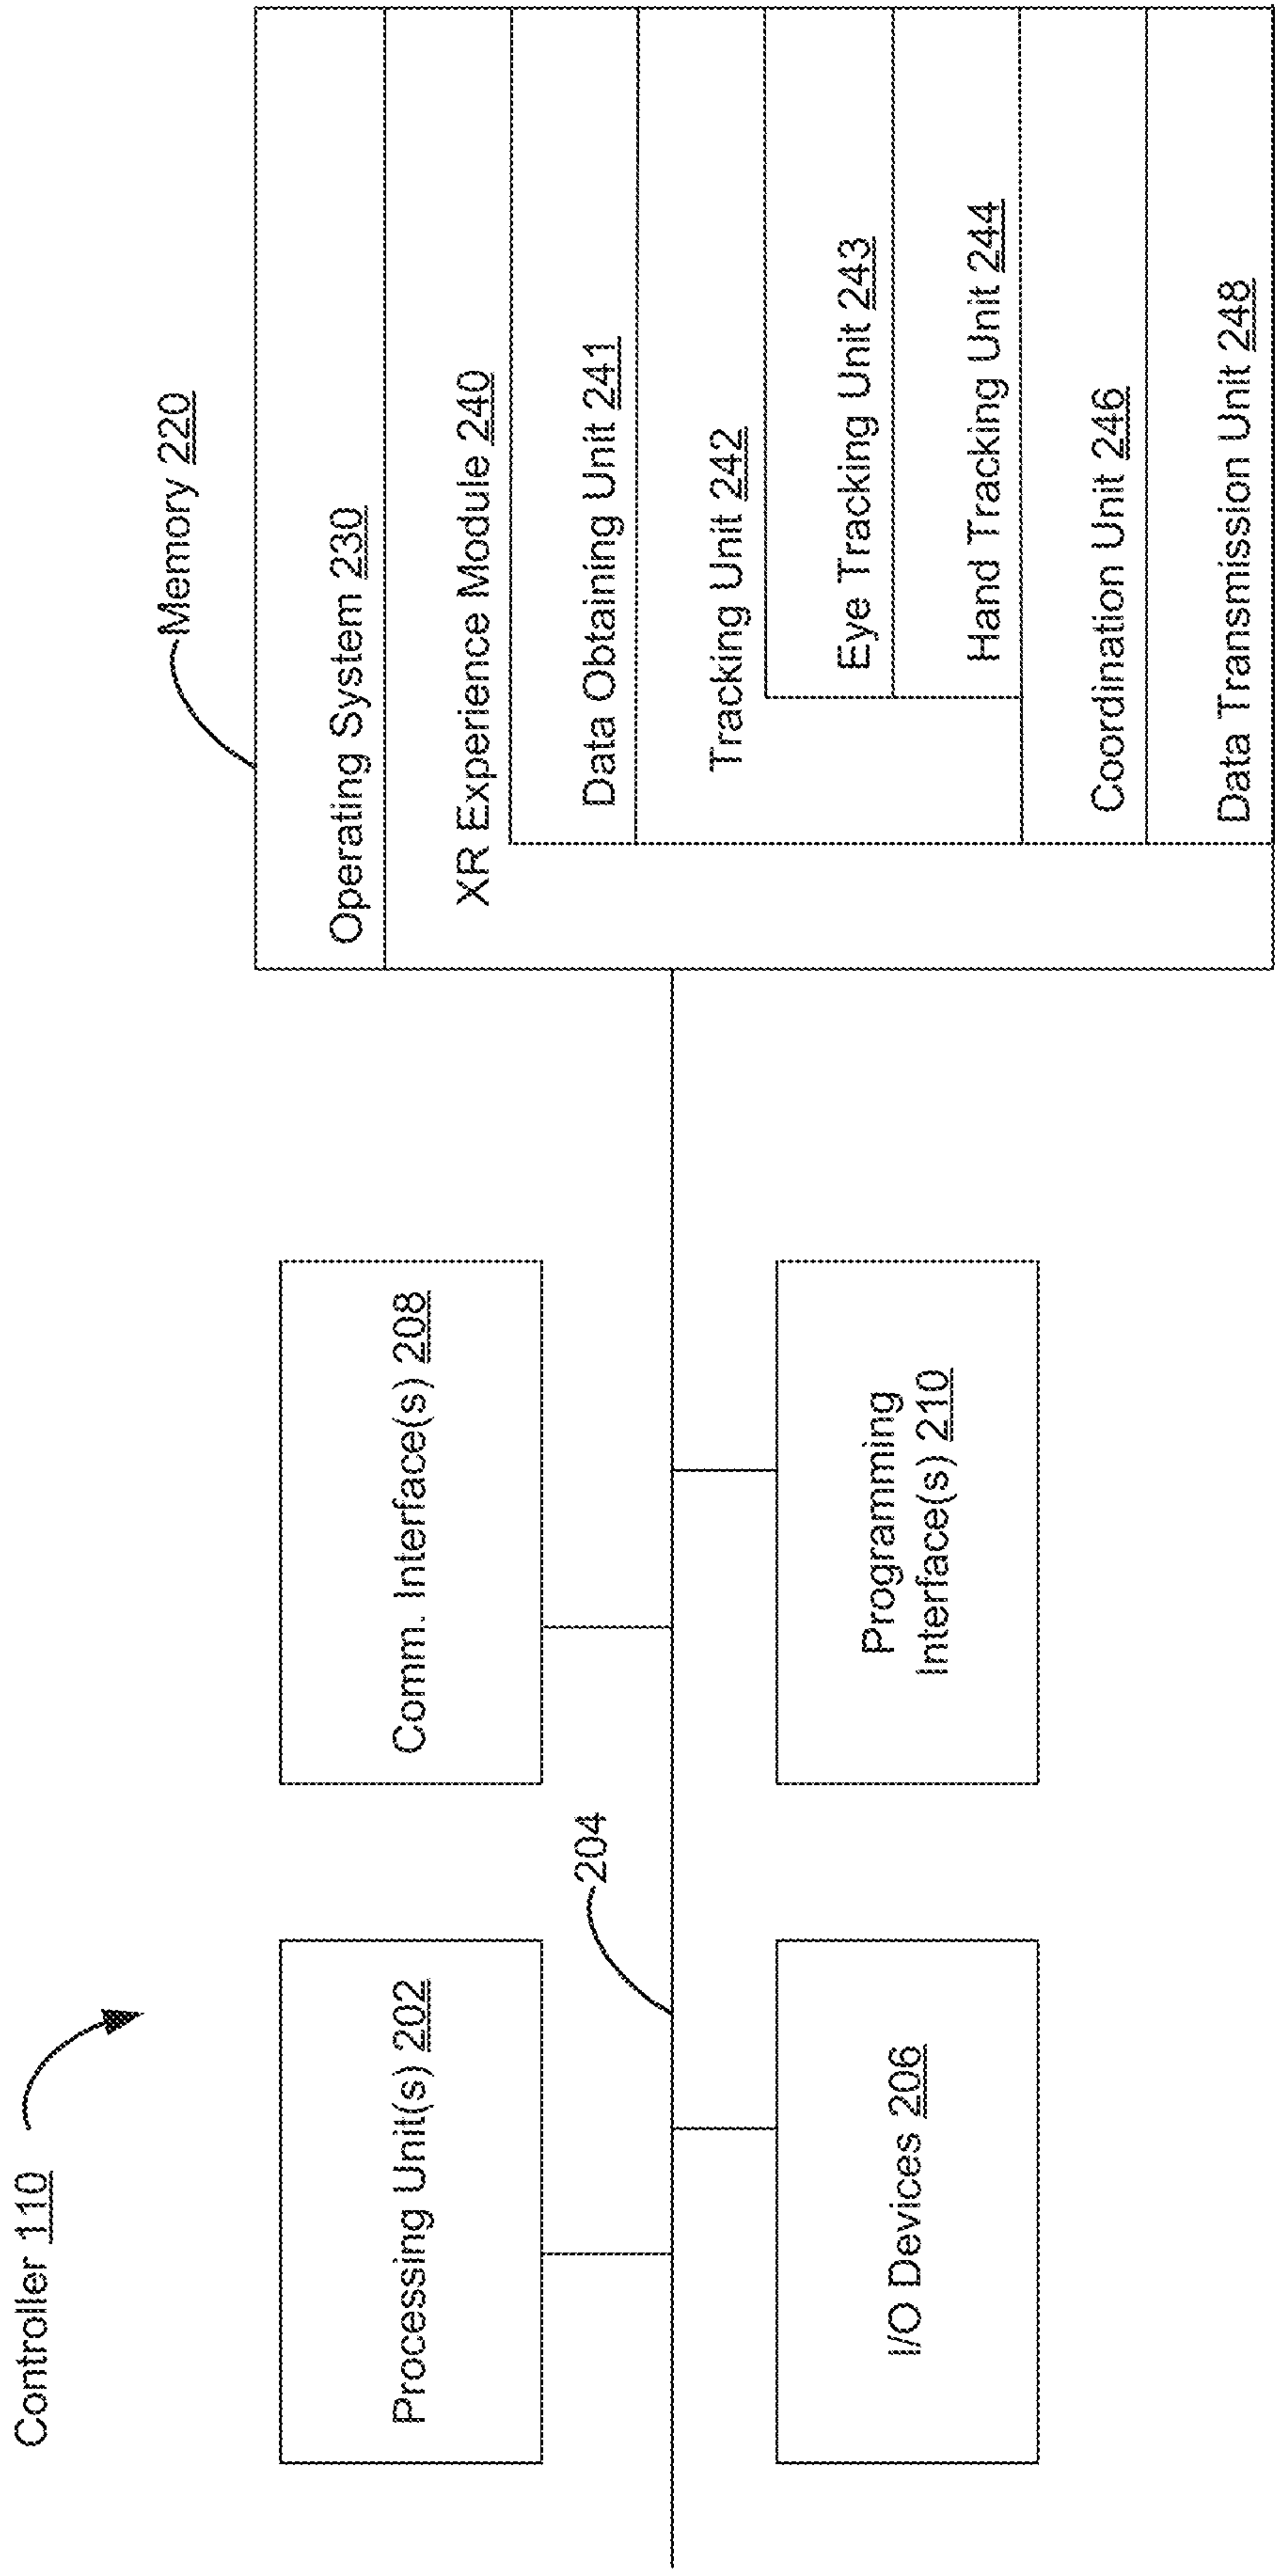 Controller 110
Processing Unit(s) 202
Comm. Interface(s) 208
204
I/O Devices 206
Programming
Interface(s) 210
Memory 220
Operating System 230
XR Experience Module 240
Data Obtaining Unit 241
Tracking Unit 242
Eye Tracking Unit 243
Hand Tracking Unit 244
Coordination Unit 246
Data Transmission Unit 248